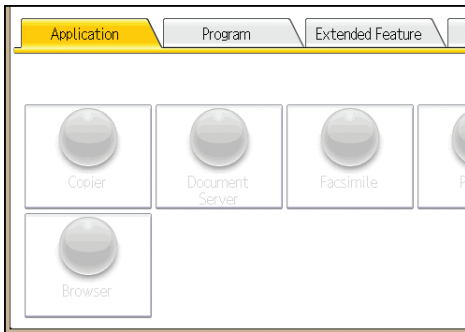 Application
Program
Extended Feature
Copier
Document
Server
Facsimile
P
Browser